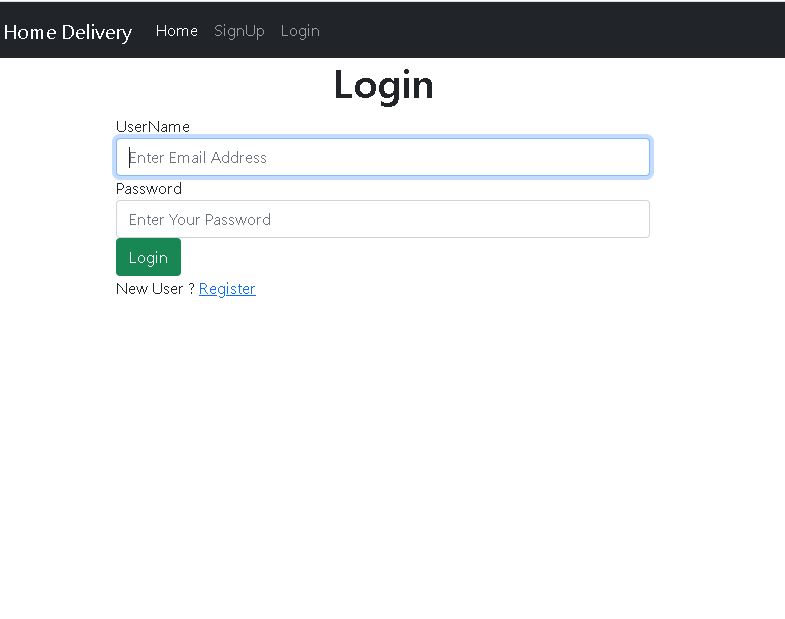 Home Delivery Home SignUp Login
Login
UserName
Enter Email Address
Password
Enter Your Password
Login
New User ? Register